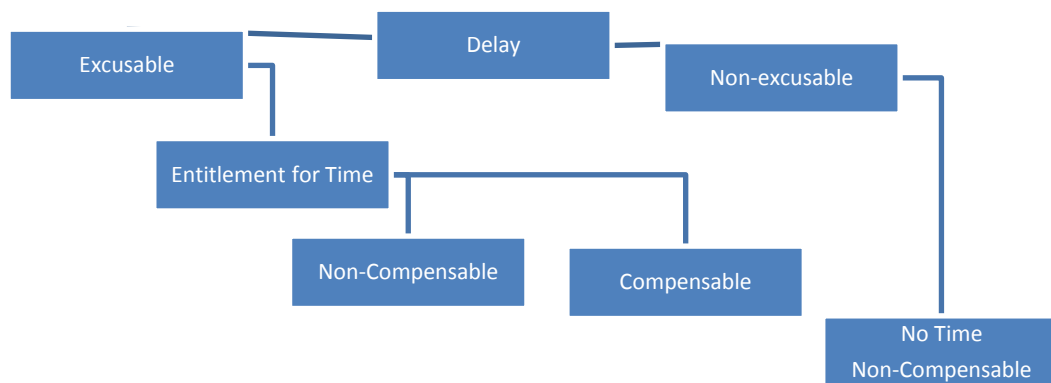 Delay
Excusable
Non-excusable
Entitlement for Time
Non-Compensable
Compensable
No Time
Non-Compensable